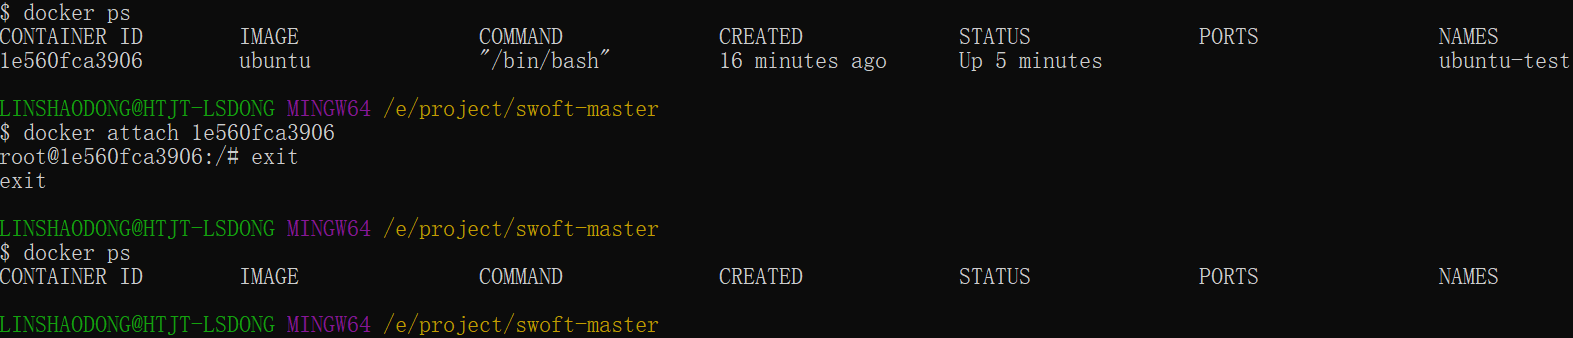 $ docker ps
CONTAINER ID        IMAGE               COMMAND             CREATED             STATUS              PORTS               NAMES
1e560fca3906        ubuntu              "/bin/bash"         16 minutes ago      Up 5 minutes                            ubuntu-test
LINSHAODONG@HTJT-LSDONG MINGW64 /e/project/swoft-master
$ docker attach 1e560fca3906
root@1e560fca3906:/# exit
exit
LINSHAODONG@HTJT-LSDONG MINGW64 /e/project/swoft-master
$ docker ps
CONTAINER ID        IMAGE               COMMAND             CREATED             STATUS              PORTS               NAMES
LINSHAODONG@HTJT-LSDONG MINGW64 /e/project/swoft-master